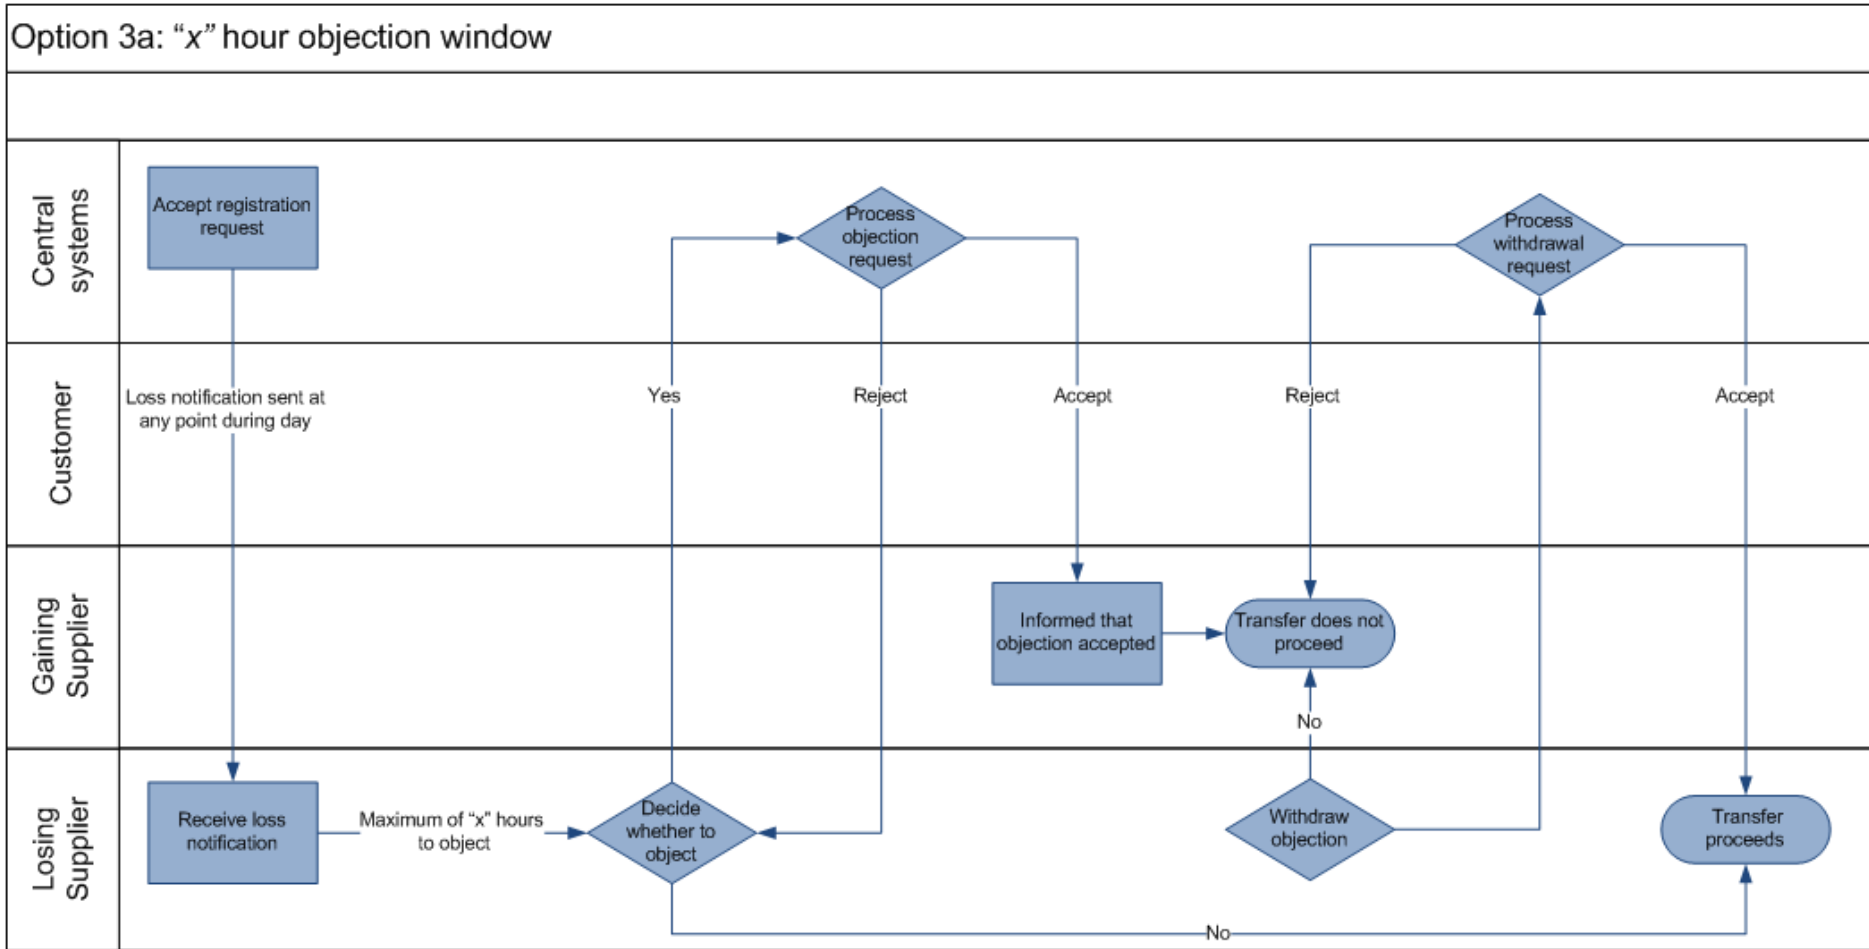 Option 3a: “x” hour objection window
Central
systems
Accept registration
request
Process
objection
request
Process
withdrawal
request
Customer
Loss notification sent at
any point during day
Yes
Reject
Accept
Reject
Accept
Gaining
Supplier
Informed that
objection accepted
Transfer does not
proceed
No
Losing
Supplier
Receive loss
notification
Maximum of “x” hours
to object
Decide
whether to
object
Withdraw
objection
Transfer
proceeds
No